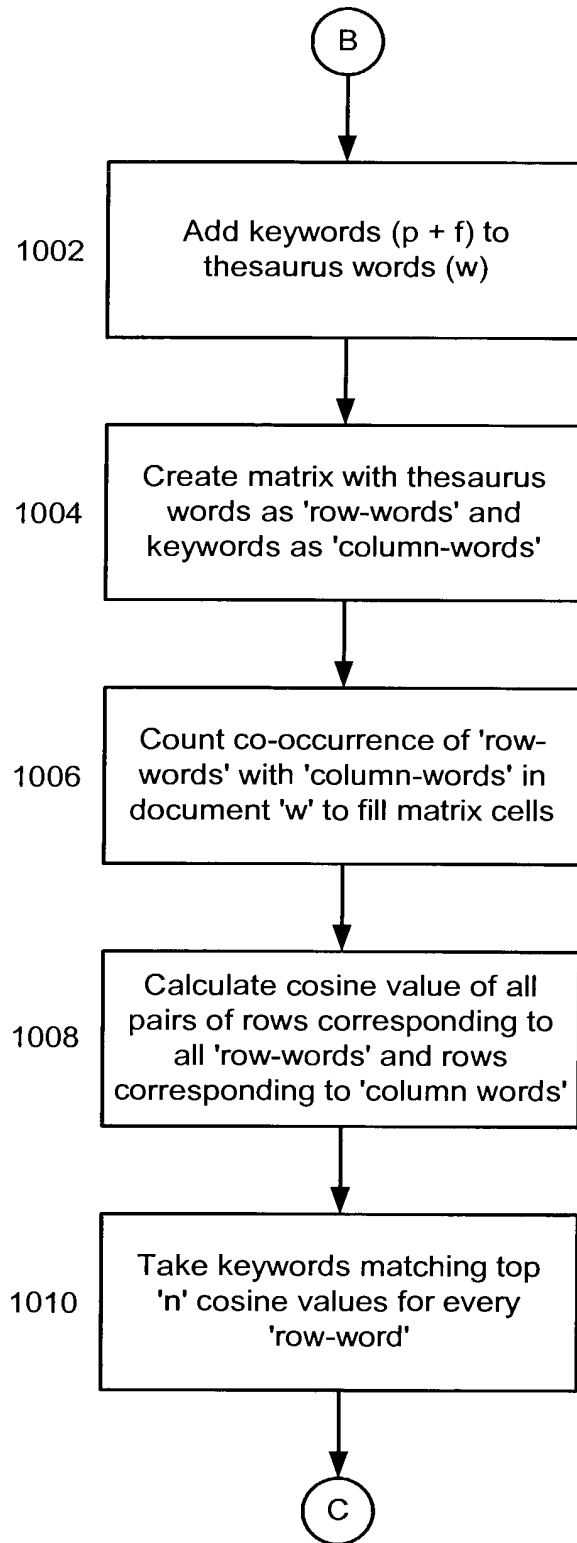 B
1002
Add keywords (p + f) to
thesaurus words (w)
1004
Create matrix with thesaurus
words as 'row-words' and
keywords as 'column-words'
1006
Count co-occurrence of 'row-
words' with 'column-words' in
document 'w' to fill matrix cells
1008
Calculate cosine value of all
pairs of rows corresponding to
all 'row-words' and rows
corresponding to 'column words'
1010
Take keywords matching top
'n' cosine values for every
'row-word'
C